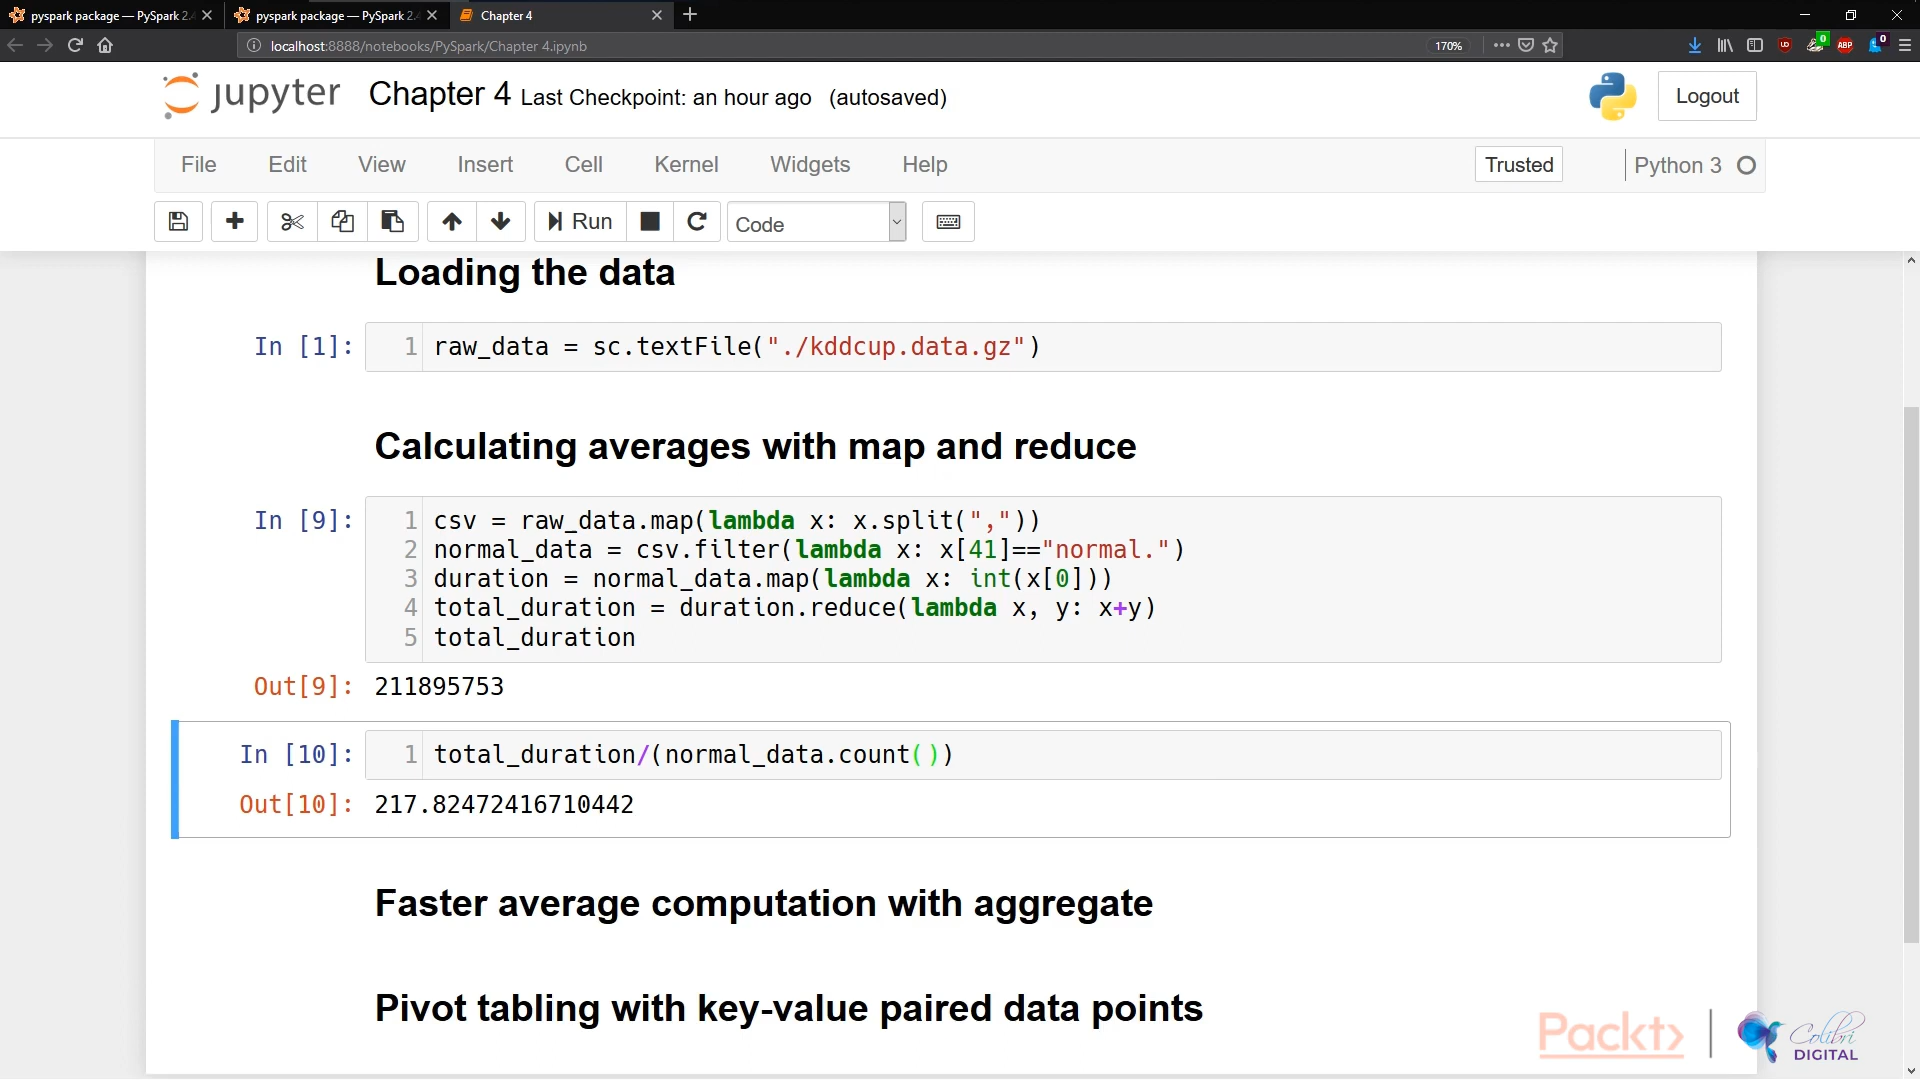 pyspark package — PySpark 2.
pyspark package — PySpark 2.
Chapter 4
localhost:8888/notebooks/PySpark/Chapter 4.ipynb
170%
UD
0
ABP
0
jupyter
Chapter 4 Last Checkpoint: an hour ago (autosaved)
Logout
File Edit View Insert Cell Kernel Widgets Help
Trusted
Python 3
Run
Code
Loading the data
In [1]: 1 raw_data = sc.textFile("./kddcup.data.gz")
Calculating averages with map and reduce
In [9]: 1 csv = raw_data.map(lambda x: x.split(","))
2 normal_data = csv.filter(lambda x: x[41]=="normal.")
3 duration = normal_data.map(lambda x: int(x[0]))
4 total_duration = duration.reduce(lambda x, y: x+y)
5 total_duration
Out[9]: 211895753
In [10]: 1 total_duration/(normal_data.count())
Out[10]: 217.82472416710442
Faster average computation with aggregate
Pivot tabling with key-value paired data points
Packt>
Colibri
DIGITAL